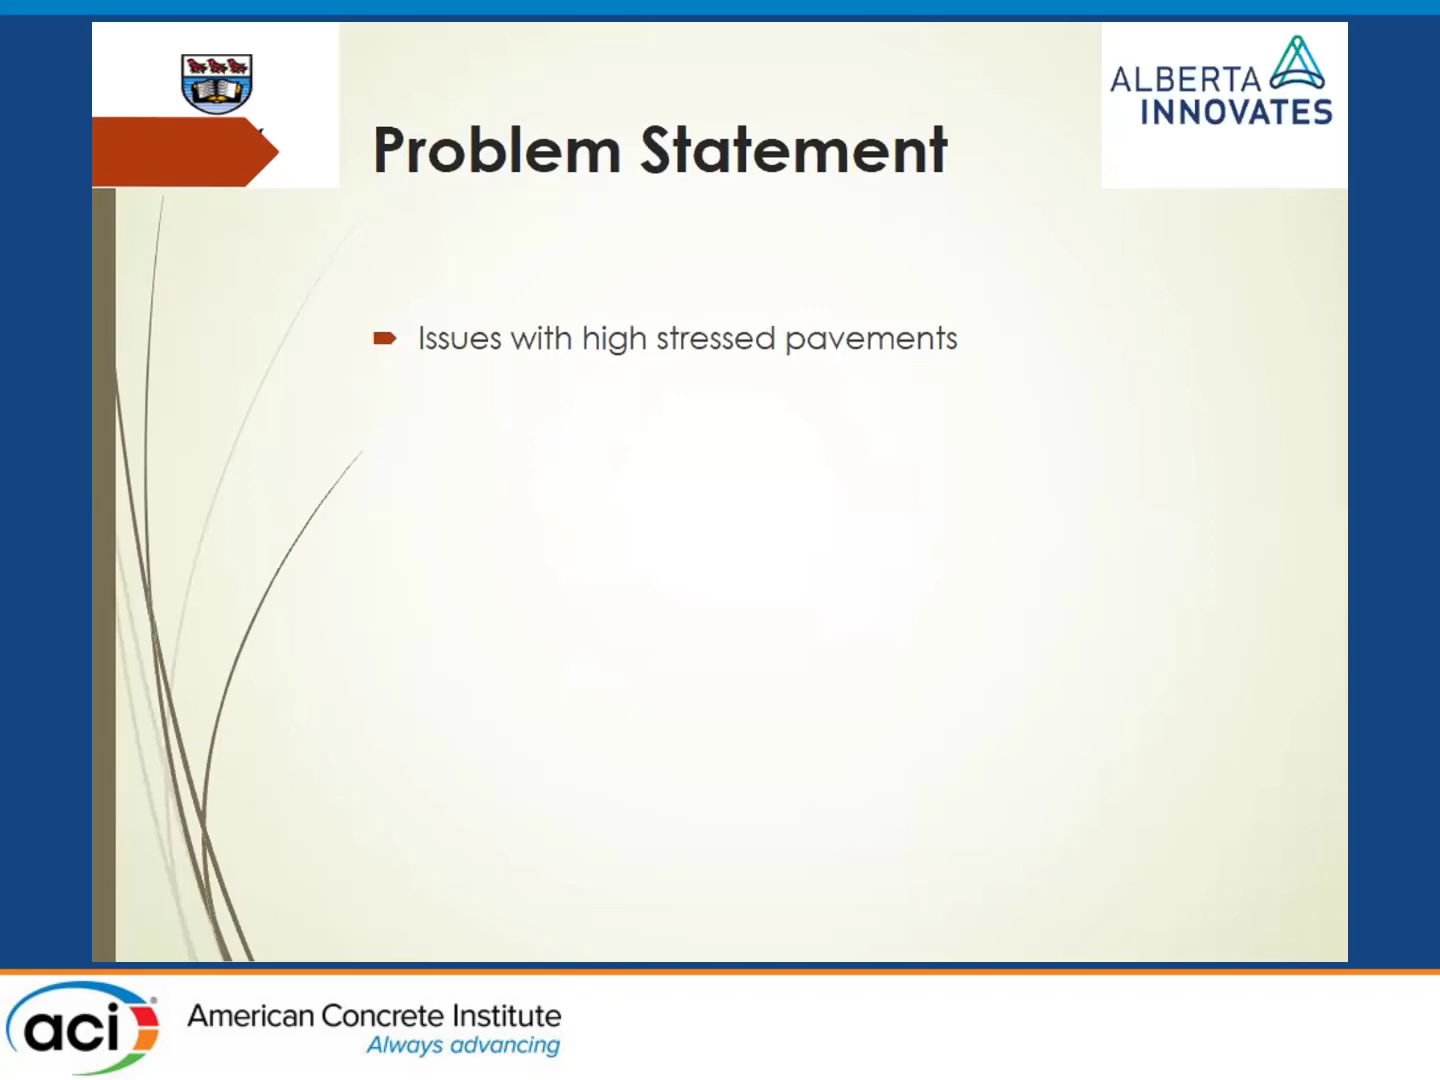 ALBERTA
INNOVATES
Problem Statement
Issues with high stressed pavements
aci
American Concrete Institute
Always advancing